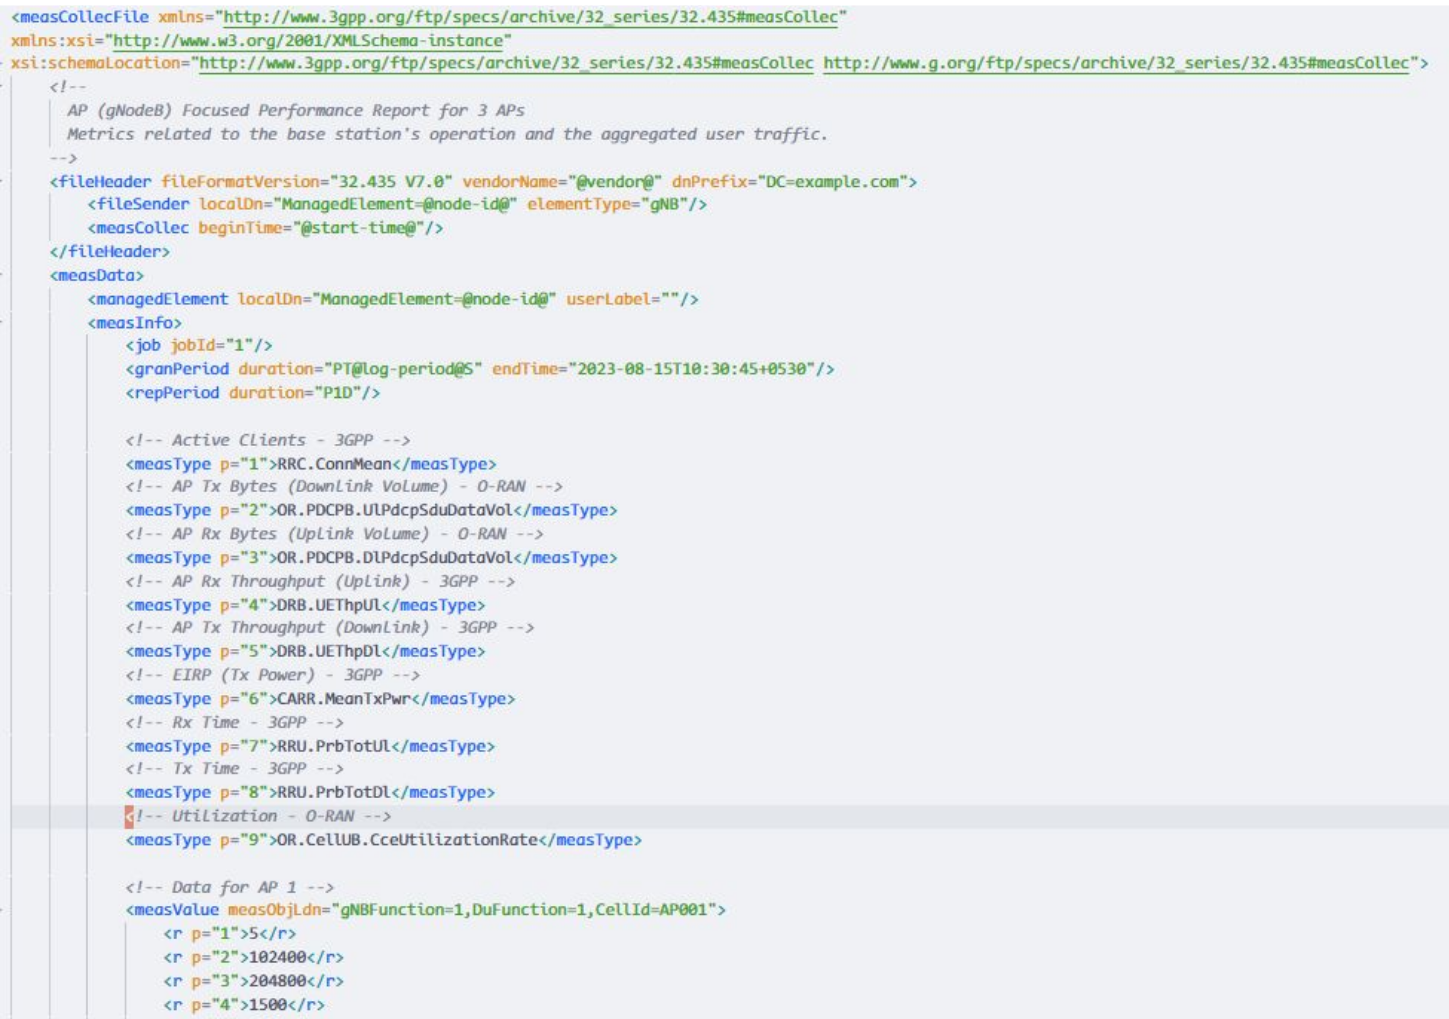 <measCollecFile xmlns="http://www.3gpp.org/ftp/specs/archive/32_series/32.435#measCollec"
xmlns:xsi="http://www.w3.org/2001/XMLSchema-instance"
xsi:schemaLocation="http://www.3gpp.org/ftp/specs/archive/32_series/32.435#measCollec http://www.g.org/ftp/specs/archive/32_series/32.435#measCollec">
<!--
AP (gNodeB) Focused Performance Report for 3 APs
Metrics related to the base station's operation and the aggregated user traffic.
-->
<fileHeader fileFormatVersion="32.435 V7.0" vendorName="@vendor@" dnPrefix="DC=example.com">
<fileSender localDn="ManagedElement=@node-id@" elementType="gNB"/>
<measCollec beginTime="@start-time@"/>
</fileHeader>
<measData>
<managedElement localDn="ManagedElement=@node-id@" userLabel=""/>
<measInfo>
<job jobId="1"/>
<granPeriod duration="PT@log-period@S" endTime="2023-08-15T10:30:45+0530"/>
<repPeriod duration="P1D"/>
<!-- Active Clients - 3GPP -->
<measType p="1">RRC.ConnMean</measType>
<!-- AP Tx Bytes (Downlink Volume) - O-RAN -->
<measType p="2">OR.PDCPB.UlPdcpSduDataVol</measType>
<!-- AP Rx Bytes (Uplink Volume) - O-RAN -->
<measType p="3">OR.PDCPB.DlPdcpSduDataVol</measType>
<!-- AP Rx Throughput (Uplink) - 3GPP -->
<measType p="4">DRB.UEThpUl</measType>
<!-- AP Tx Throughput (Downlink) - 3GPP -->
<measType p="5">DRB.UEThpDl</measType>
<!-- EIRP (Tx Power) - 3GPP -->
<measType p="6">CARR.MeanTxPwr</measType>
<!-- Rx Time - 3GPP -->
<measType p="7">RRU.PrbTotUl</measType>
<!-- Tx Time - 3GPP -->
<measType p="8">RRU.PrbTotDl</measType>
<!-- Utilization - O-RAN -->
<measType p="9">OR.CellUB.CceUtilizationRate</measType>
<!-- Data for AP 1 -->
<measValue measObjLdn="gNBFunction=1,DuFunction=1,CellId=AP001">
<r p="1">5</r>
<r p="2">102400</r>
<r p="3">204800</r>
<r p="4">1500</r>